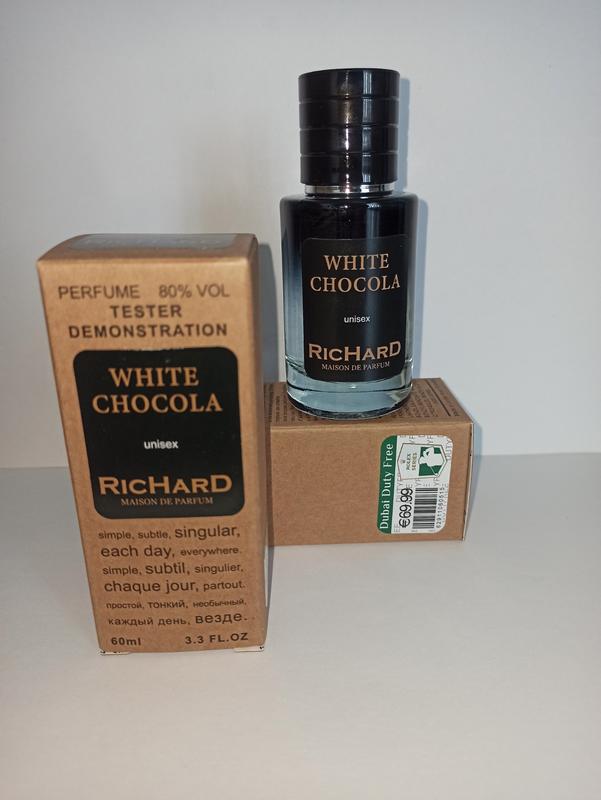 PERFUME 80% VOL
TESTER
DEMONSTRATION
WHITE
CHOCOLA
unisex
RICHARD
MAISON DE PARFUM
simple, subtle, singular,
each day, everywhere.
simple, subtil, singulier,
chaque jour, partout.
простой, тонкий, необычный,
каждый день, везде.
60ml 3.3 FL.OZ
WHITE
CHOCOLA
unisex
RICHARD
MAISON DE PARFUM
Dubai Duty Free
€69.99
ROLEX
SERIES